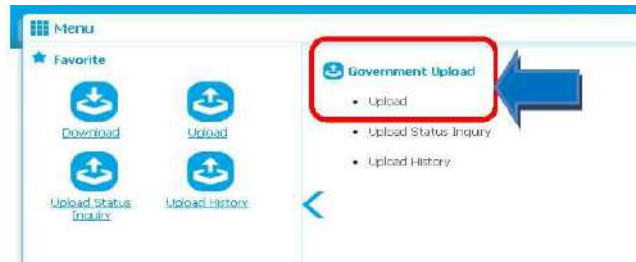 Menu
Favorite
Download
Upload
Upload Status
Inquiry
Upload History
Government Upload
• Upload
• Upload Status Inquiry
• Upload History